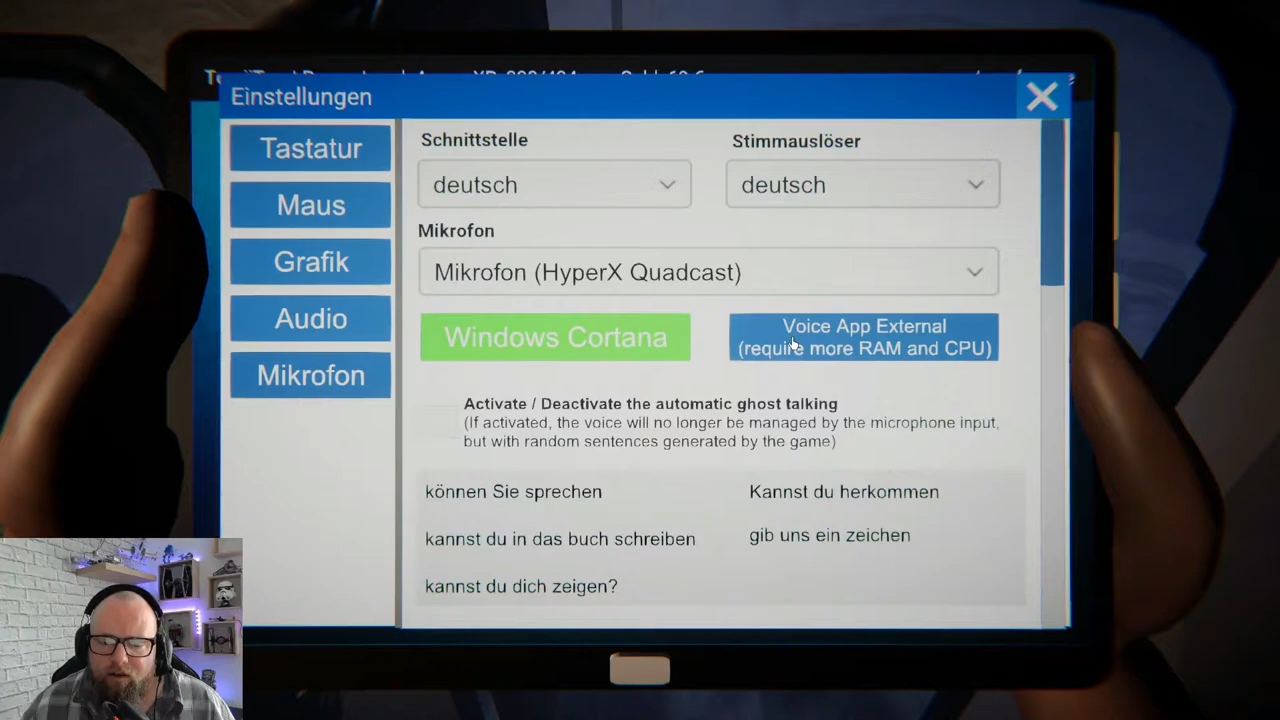 Einstellungen
Tastatur
Maus
Grafik
Audio
Mikrofon
Schnittstelle
Stimmauslöser
deutsch
deutsch
Mikrofon
Mikrofon (HyperX Quadcast)
Windows Cortana
Voice App External
(require more RAM and CPU)
Activate / Deactivate the automatic ghost talking
(If activated, the voice will no longer be managed by the microphone input,
but with random sentences generated by the game)
können Sie sprechen
Kannst du herkommen
kannst du in das buch schreiben
gib uns ein zeichen
kannst du dich zeigen?